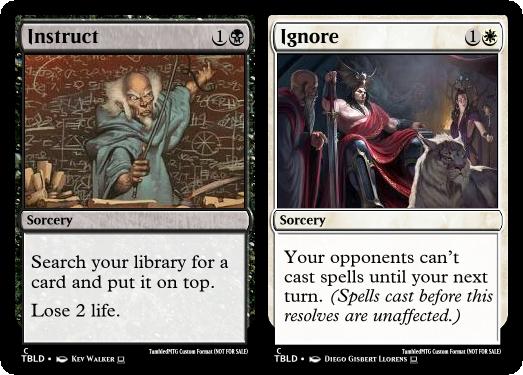 Instruct 1
Sorcery
Search your library for a
card and put it on top.
Lose 2 life.
C
TBLD • Kev Walker
TumbledMTG Custom Format (NOT FOR SALE)
Ignore 1
Sorcery
Your opponents can't
cast spells until your next
turn. (Spells cast before this
resolves are unaffected.)
C
TBLD • Diego Gisbert Llorens
TumbledMTG Custom Format (NOT FOR SALE)